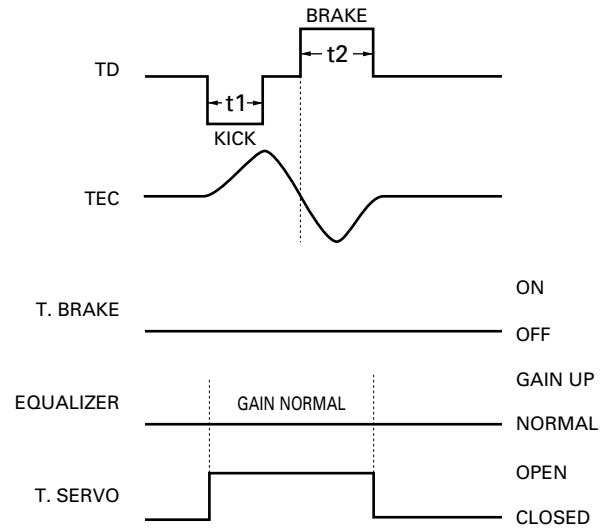 BRAKE
TD
t2
t1
KICK
TEC
ON
T. BRAKE
OFF
GAIN UP
EQUALIZER
GAIN NORMAL
NORMAL
OPEN
T. SERVO
CLOSED